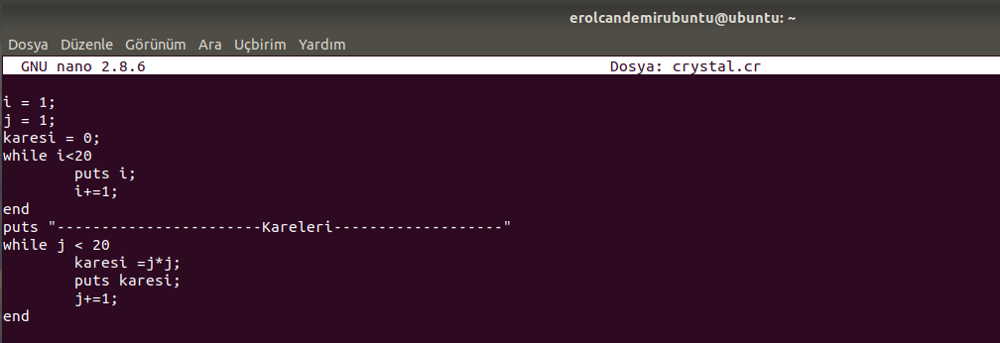 erolcandemirubuntu@ubuntu: ~
Dosya Düzenle Görünüm Ara Uçbirim Yardım
GNU nano 2.8.6 Dosya: crystal.cr
i = 1;
j = 1;
karesi = 0;
while i<20
        puts i;
        i+=1;
end
puts "-----------------------Kareleri-------------------"
while j < 20
        karesi =j*j;
        puts karesi;
        j+=1;
end